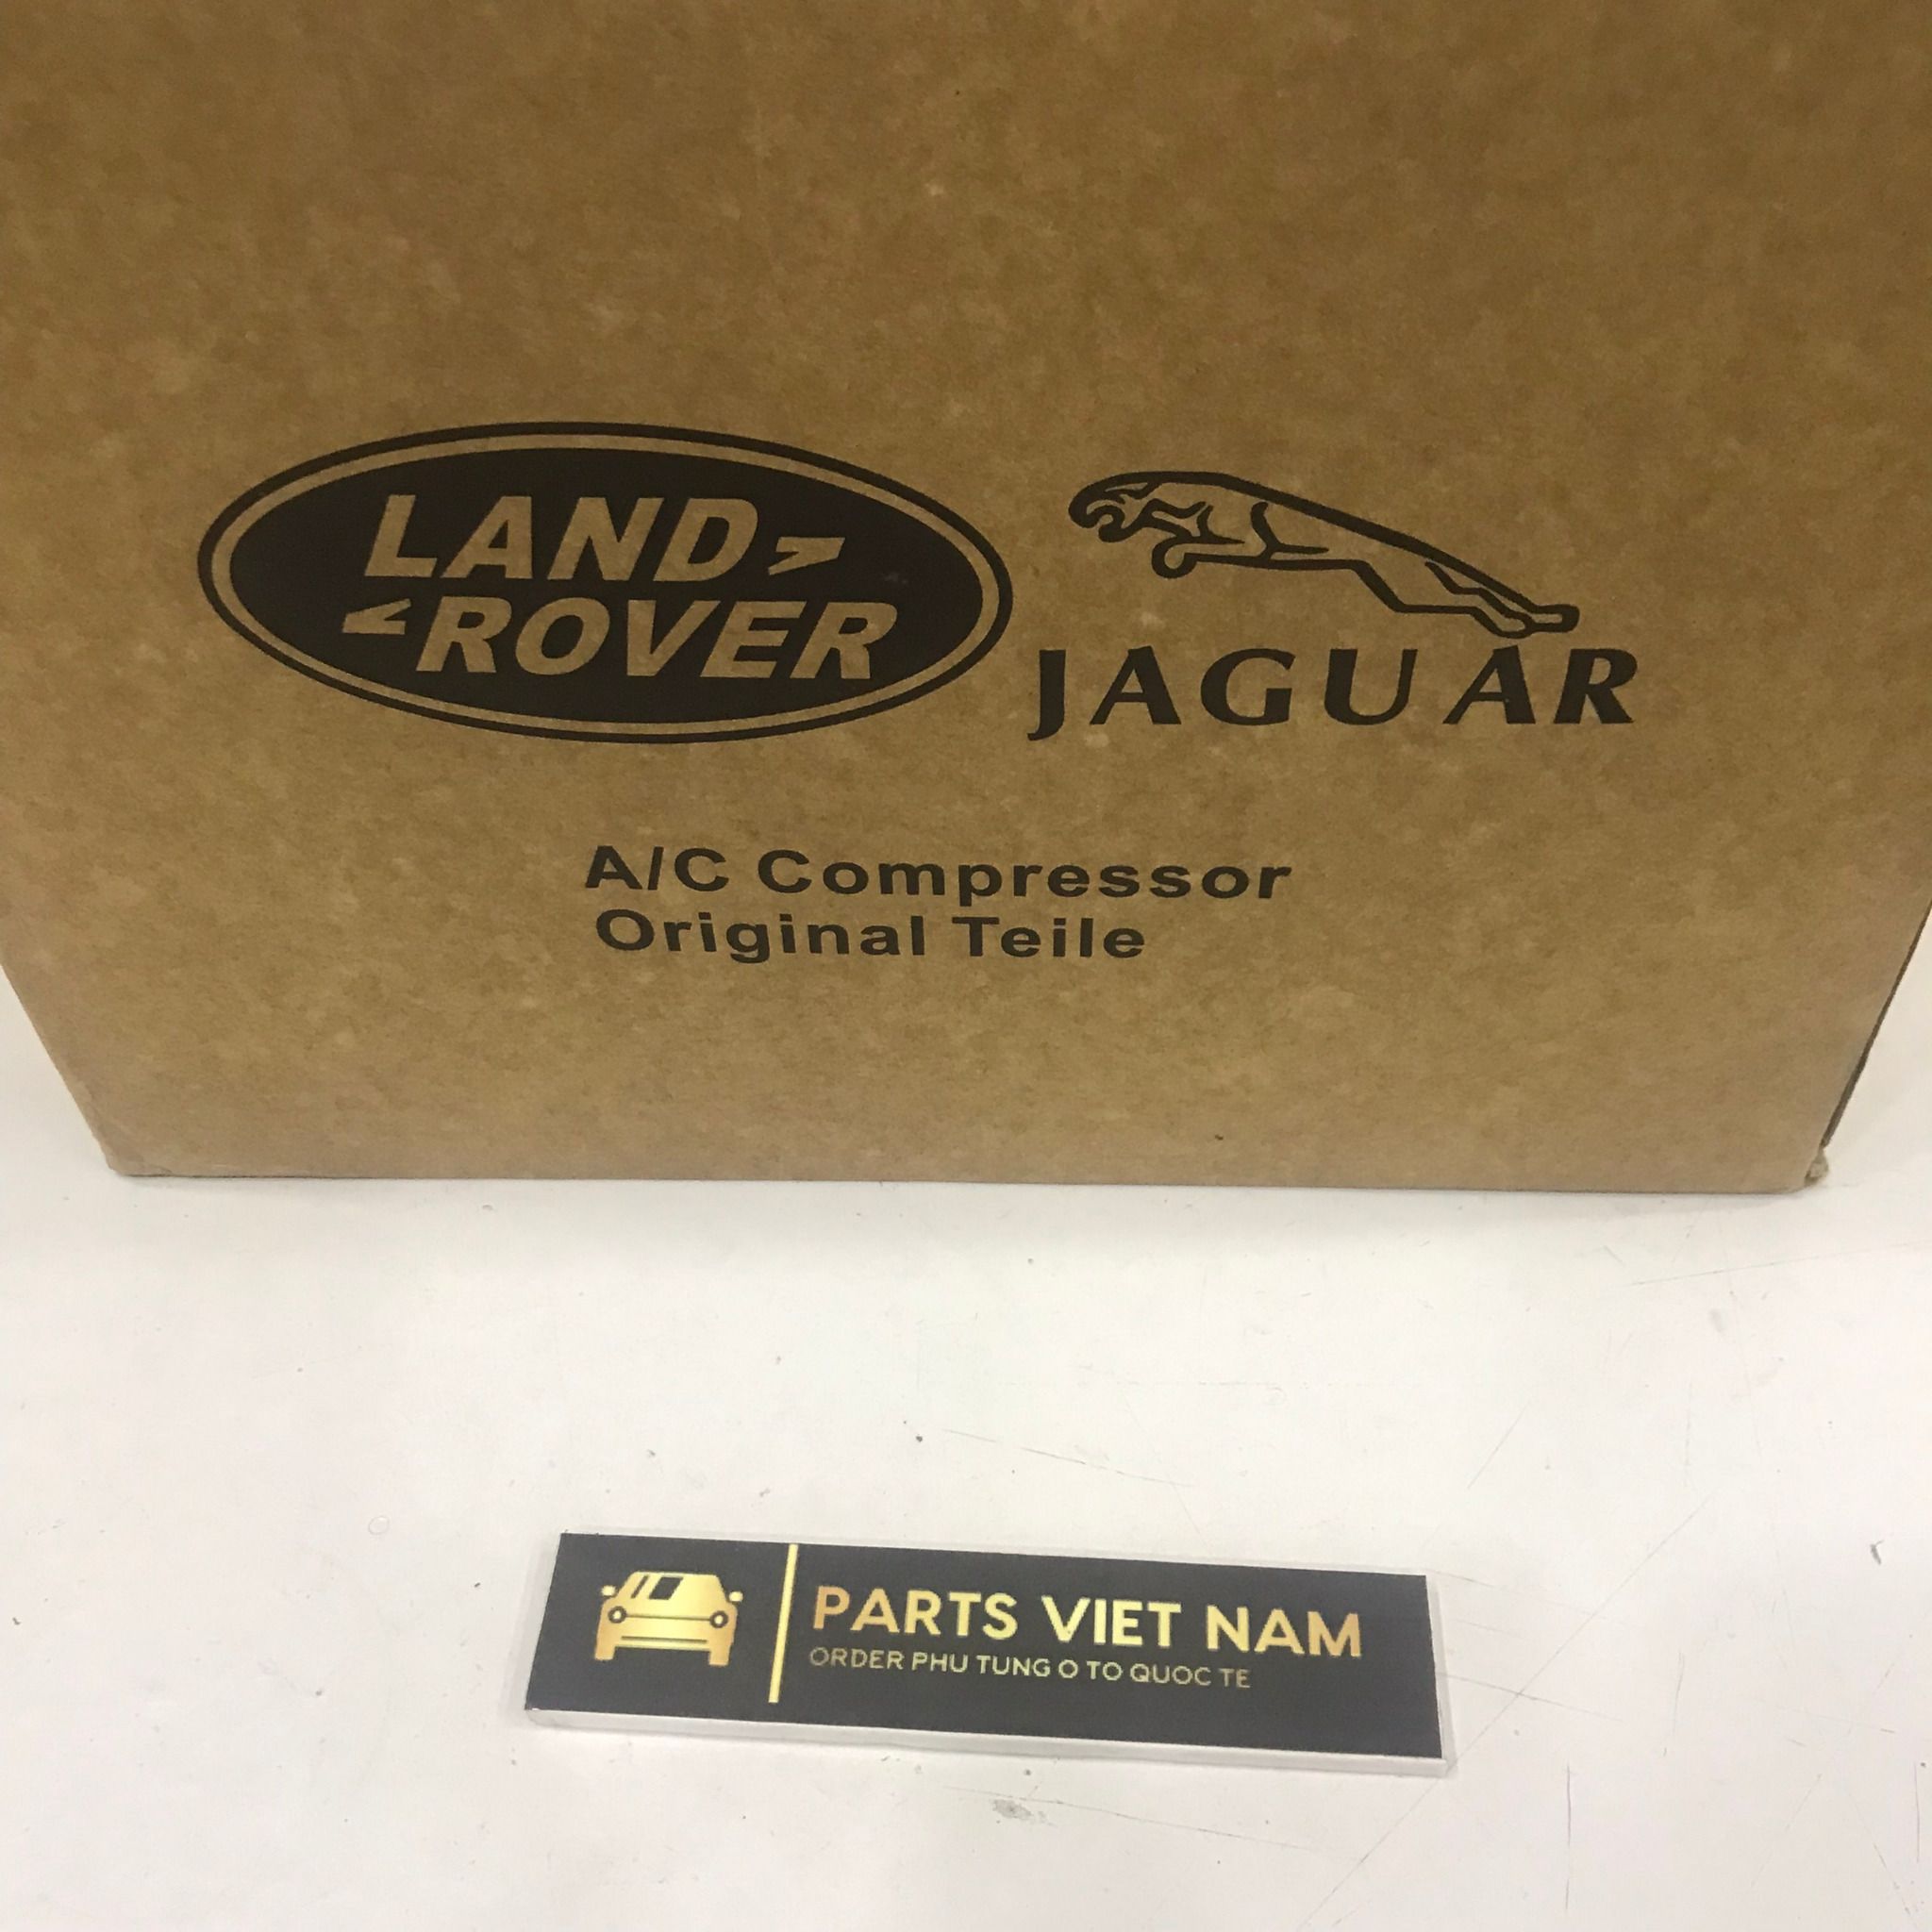 LAND
ROVER
JAGUAR
A/C Compressor
Original Teile
PARTS VIET NAM
ORDER PHU TUNG O TO QUOC TE